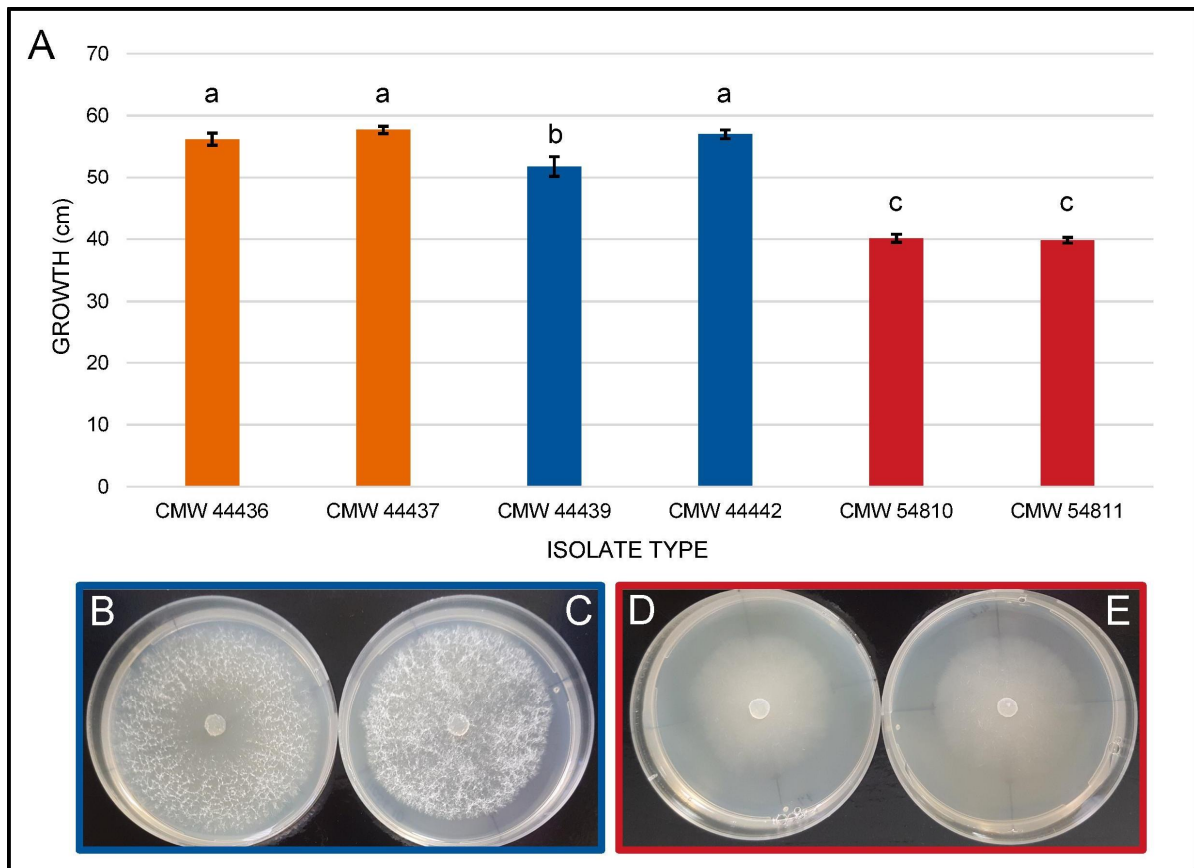 A
70
a
a
a
60
b
50
c
c
40
30
20
10
0
GROWTH (cm)
CMW 44436
CMW 44437
CMW 44439
CMW 44442
CMW 54810
CMW 54811
ISOLATE TYPE
B
C
D
E